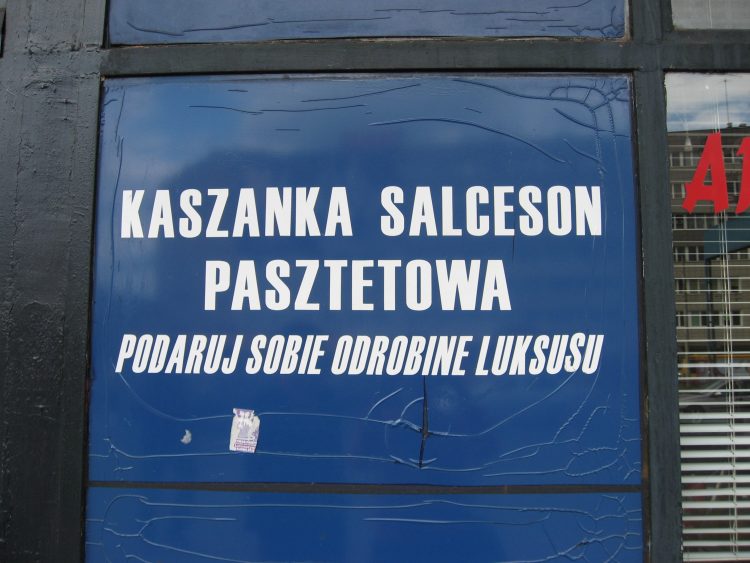 KASZANKA SALCESON
PASZTETOWA
PODARUJ SOBIE ODROBINE LUKSUSU